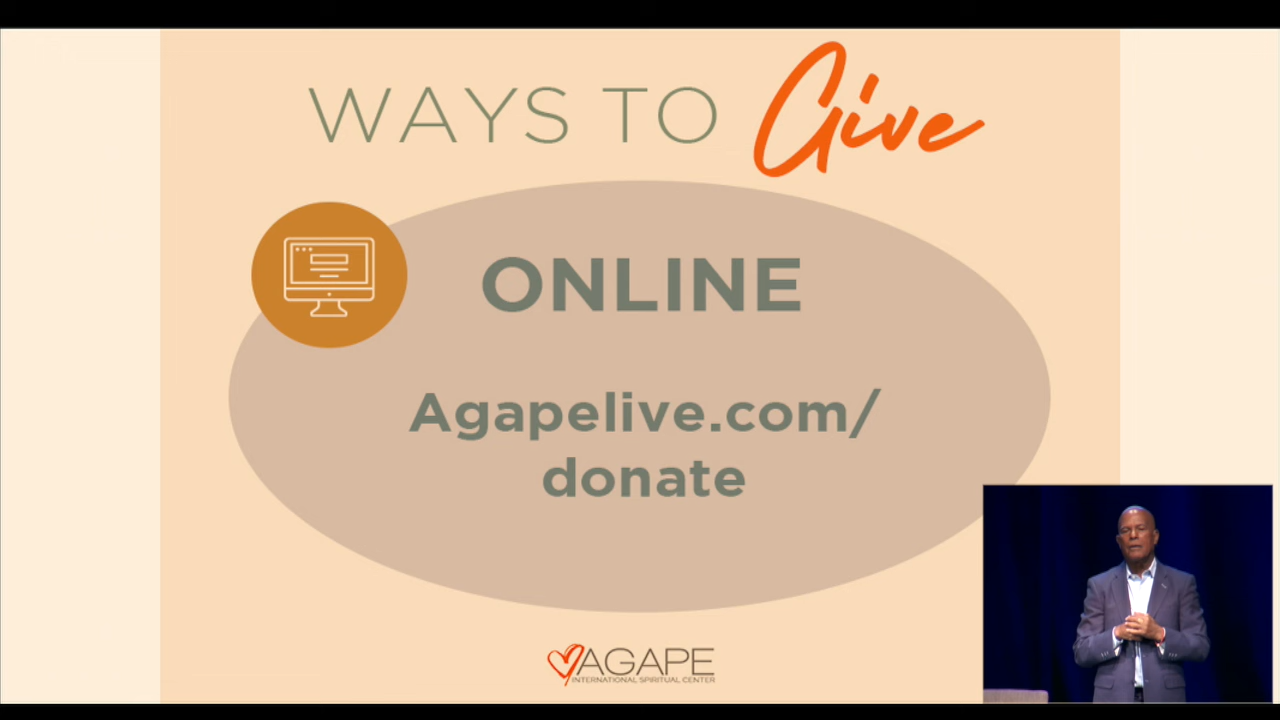 WAYS TO Give
ONLINE
Agapelive.com/
donate
AGAPE
INTERNATIONAL SPIRITUAL CENTER